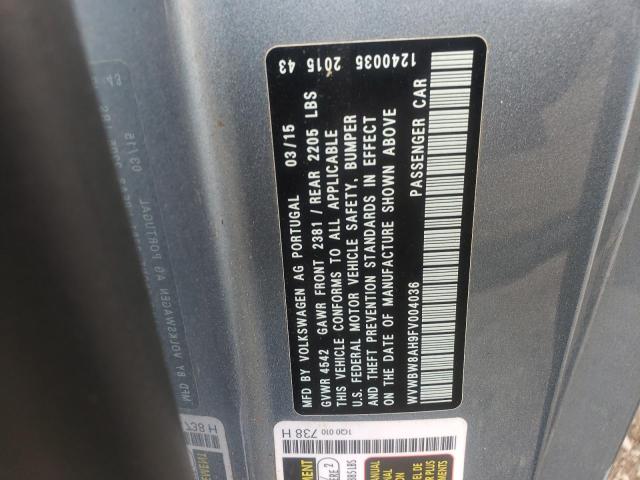 1240035 2015 43
MFD BY VOLKSWAGEN AG PORTUGAL 03/15
GVWR 4542 GAWR FRONT 2381 / REAR 2205 LBS
THIS VEHICLE CONFORMS TO ALL APPLICABLE
U.S. FEDERAL MOTOR VEHICLE SAFETY, BUMPER
AND THEFT PREVENTION STANDARDS IN EFFECT
ON THE DATE OF MANUFACTURE SHOWN ABOVE
WVWBW8AH9FV004036 PASSENGER CAR
1Q0 010 738 H